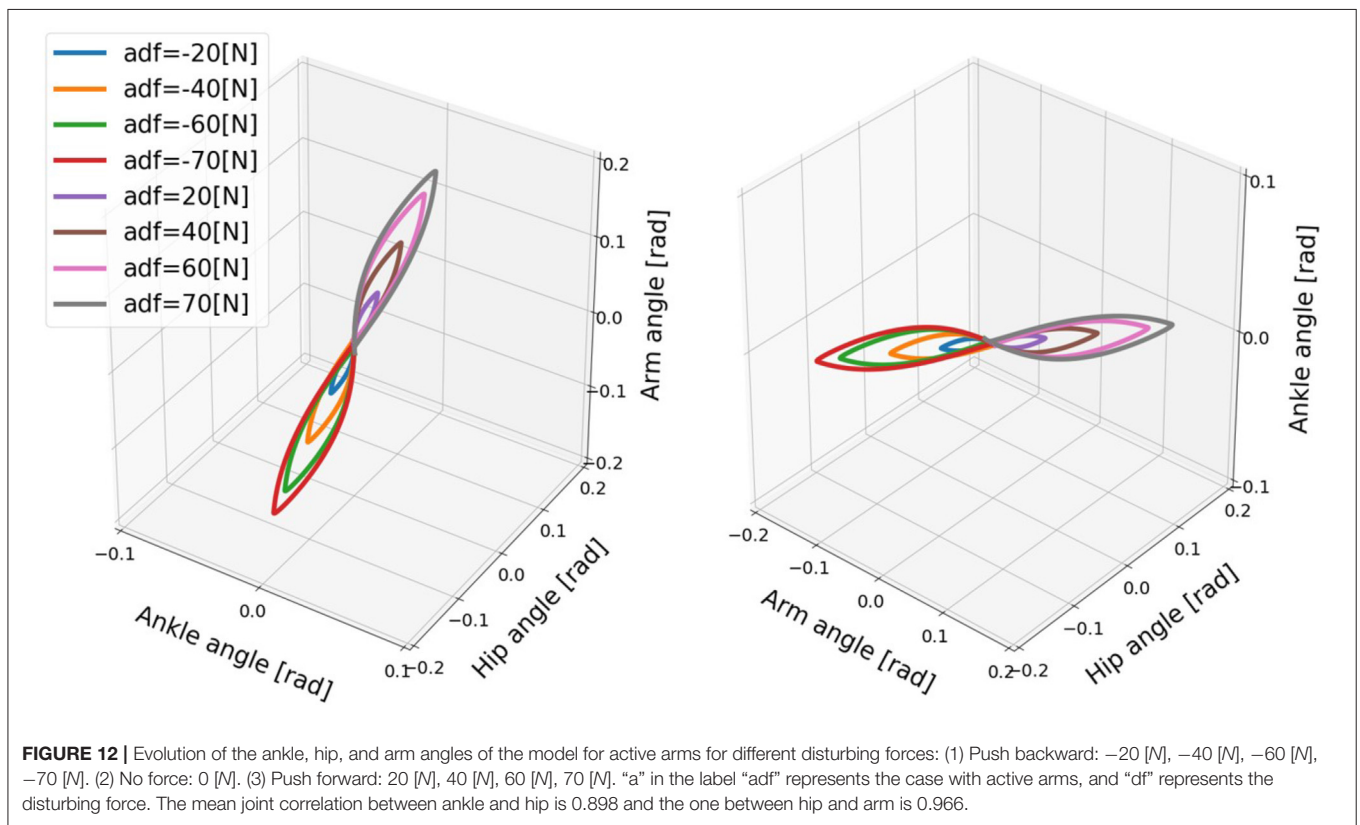 adf=-20[N]
adf=-40[N]
adf=-60[N]
adf=-70[N]
adf=20[N]
adf=40[N]
adf=60[N]
adf=70[N]
0.2
0.1
0.0
−0.1
−0.2
Arm angle [rad]
0.2
0.1
0.0
−0.1
−0.2
Hip angle [rad]
−0.1
0.0
0.1
Ankle angle [rad]
0.1
0.0
−0.1
Ankle angle [rad]
0.2
0.1
0.0
−0.1
−0.2
Hip angle [rad]
−0.2
−0.1
0.0
0.1
0.2
Arm angle [rad]
FIGURE 12 | Evolution of the ankle, hip, and arm angles of the model for active arms for different disturbing forces: (1) Push backward: −20 [N], −40 [N], −60 [N],
−70 [N]. (2) No force: 0 [N]. (3) Push forward: 20 [N], 40 [N], 60 [N], 70 [N]. “a” in the label “adf” represents the case with active arms, and “df” represents the
disturbing force. The mean joint correlation between ankle and hip is 0.898 and the one between hip and arm is 0.966.